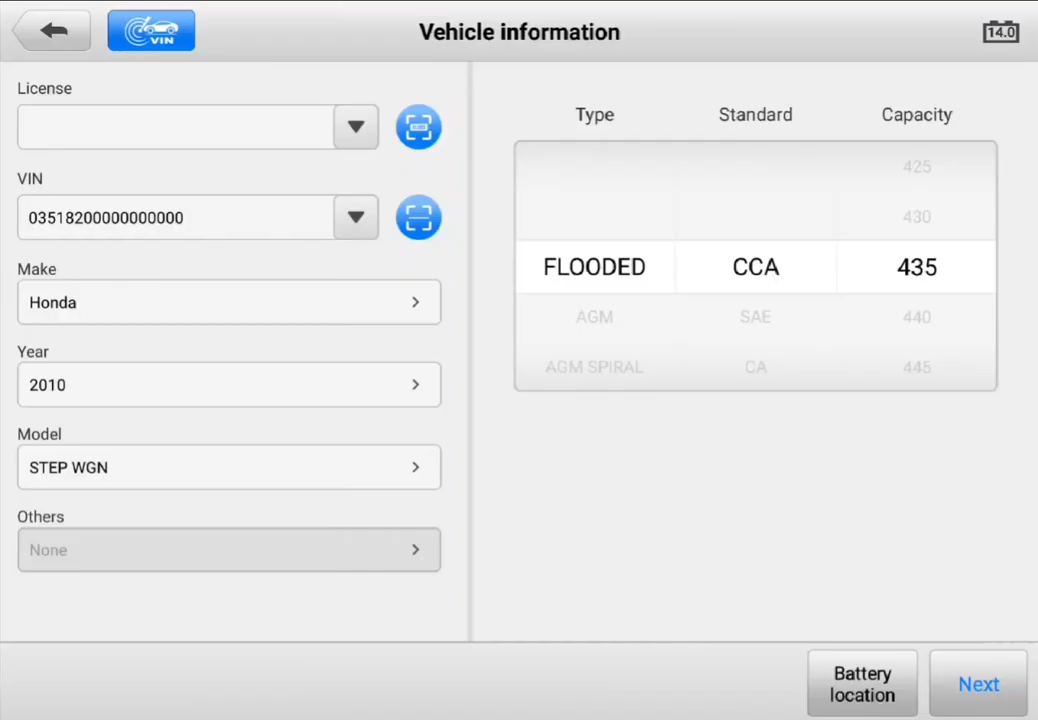 VIN
Vehicle information
14.0
License
VIN
03518200000000000
Make
Honda
Year
2010
Model
STEP WGN
Others
None
Type Standard Capacity
425
430
FLOODED CCA 435
AGM SAE 440
AGM SPIRAL CA 445
Battery
location
Next